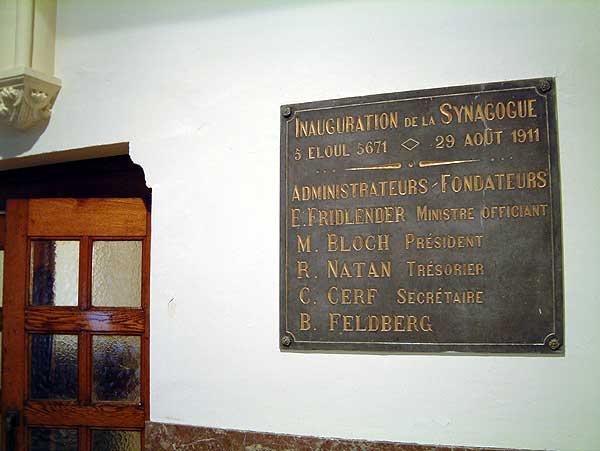 INAUGURATION DE LA SYNAGOGUE
5 ELOUL 5671 ◇ 29 AOÛT 1911
ADMINISTRATEURS-FONDATEURS
E. FRIDLENDER MINISTRE OFFICIANT
M. BLOCH PRÉSIDENT
R. NATAN TRÉSORIER
C. CERF SECRÉTAIRE
B. FELDBERG